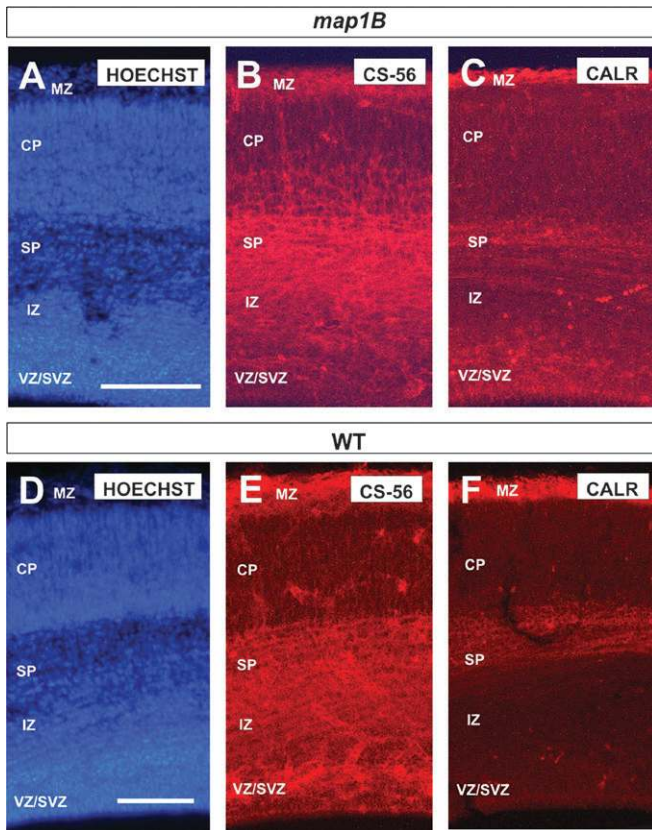 map1B
A HOECHST
MZ
CP
SP
IZ
VZ/SVZ
B CS-56
MZ
CP
SP
IZ
VZ/SVZ
C CALR
MZ
CP
SP
IZ
VZ/SVZ
WT
D HOECHST
MZ
CP
SP
IZ
VZ/SVZ
E CS-56
MZ
CP
SP
IZ
VZ/SVZ
F CALR
MZ
CP
SP
IZ
VZ/SVZ